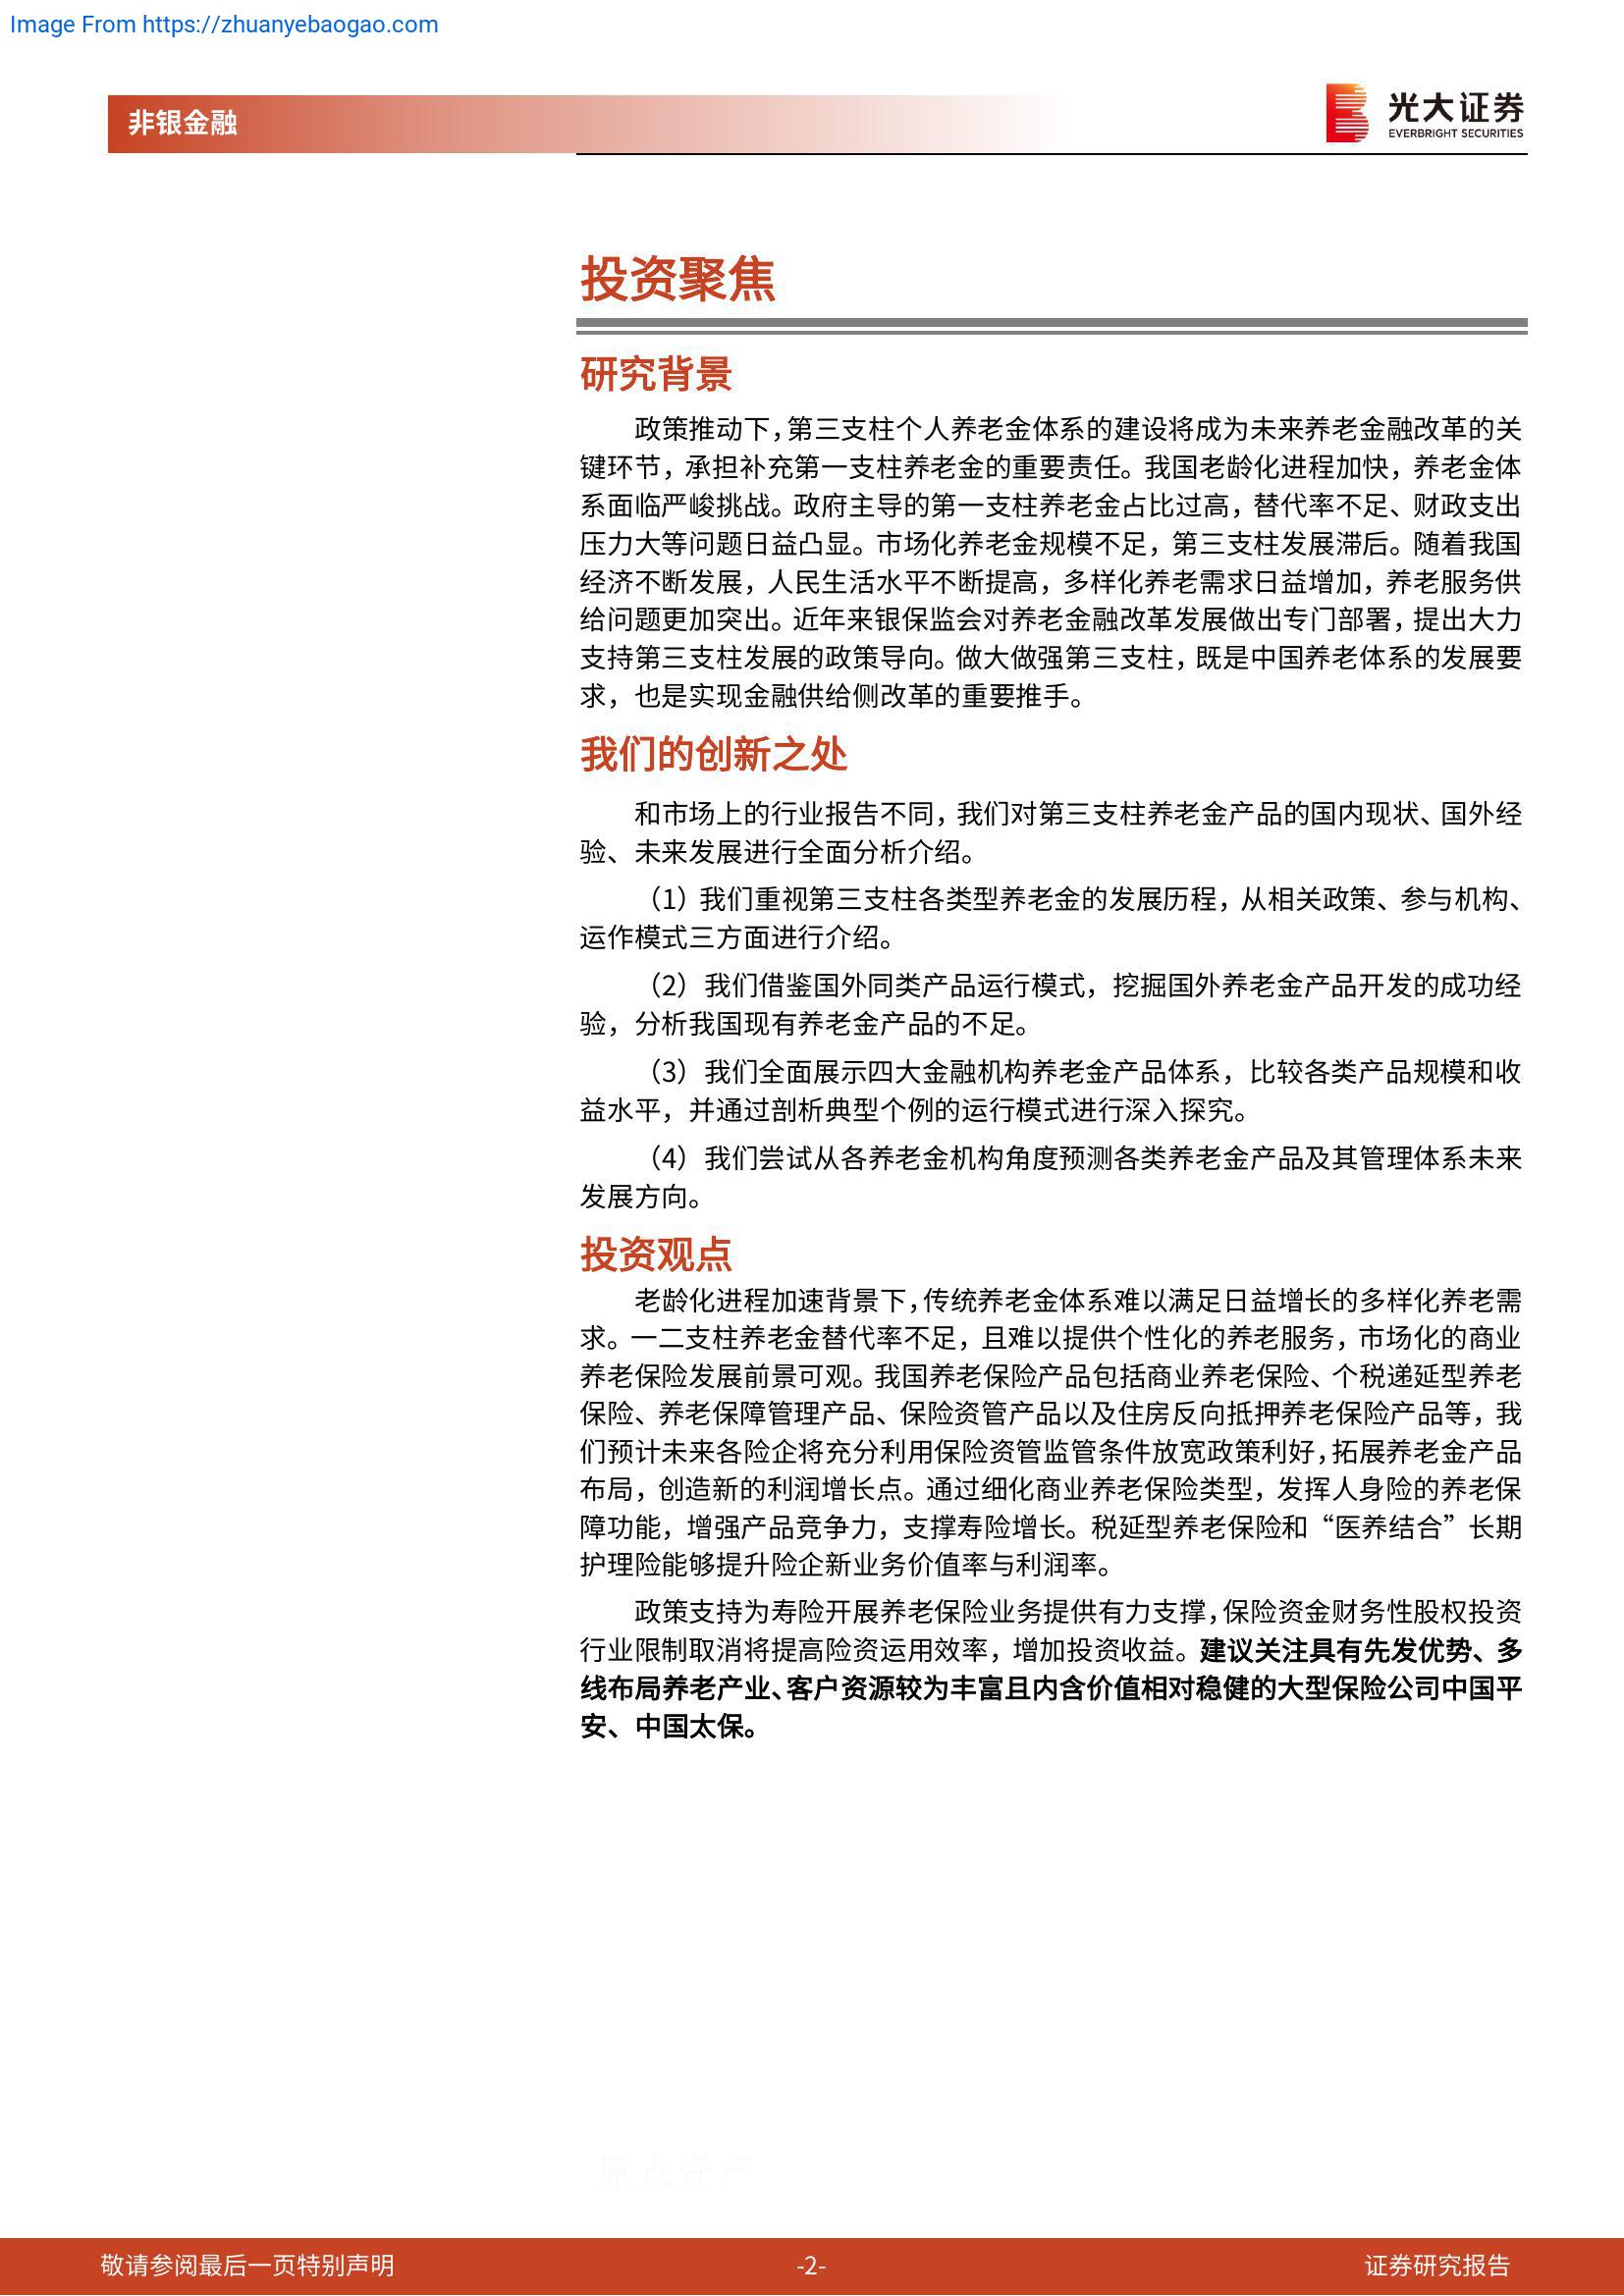 Image From https://zhuanyebaogao.com
非银金融
光大证券
EVERBRIGHT SECURITIES
投资聚焦
研究背景
政策推动下，第三支柱个人养老金体系的建设将成为未来养老金融改革的关
键环节，承担补充第一支柱养老金的重要责任。我国老龄化进程加快，养老金体
系面临严峻挑战。政府主导的第一支柱养老金占比过高，替代率不足、财政支出
压力大等问题日益凸显。市场化养老金规模不足，第三支柱发展滞后。随着我国
经济不断发展，人民生活水平不断提高，多样化养老需求日益增加，养老服务供
给问题更加突出。近年来银保监会对养老金融改革发展做出专门部署，提出大力
支持第三支柱发展的政策导向。做大做强第三支柱，既是中国养老体系的发展要
求，也是实现金融供给侧改革的重要推手。
我们的创新之处
和市场上的行业报告不同，我们对第三支柱养老金产品的国内现状、国外经
验、未来发展进行全面分析介绍。
（1）我们重视第三支柱各类型养老金的发展历程，从相关政策、参与机构、
运作模式三方面进行介绍。
（2）我们借鉴国外同类产品运行模式，挖掘国外养老金产品开发的成功经
验，分析我国现有养老金产品的不足。
（3）我们全面展示四大金融机构养老金产品体系，比较各类产品规模和收
益水平，并通过剖析典型个例的运行模式进行深入探究。
（4）我们尝试从各养老金机构角度预测各类养老金产品及其管理体系未来
发展方向。
投资观点
老龄化进程加速背景下，传统养老金体系难以满足日益增长的多样化养老需
求。一二支柱养老金替代率不足，且难以提供个性化的养老服务，市场化的商业
养老保险发展前景可观。我国养老保险产品包括商业养老保险、个税递延型养老
保险、养老保障管理产品、保险资管产品以及住房反向抵押养老保险产品等，我
们预计未来各险企将充分利用保险资管监管条件放宽政策利好，拓展养老金产品
布局，创造新的利润增长点。通过细化商业养老保险类型，发挥人身险的养老保
障功能，增强产品竞争力，支撑寿险增长。税延型养老保险和“医养结合”长期
护理险能够提升险企新业务价值率与利润率。
政策支持为寿险开展养老保险业务提供有力支撑，保险资金财务性股权投资
行业限制取消将提高险资运用效率，增加投资收益。建议关注具有先发优势、多
线布局养老产业、客户资源较为丰富且内含价值相对稳健的大型保险公司中国平
安、中国太保。
原点资产
敬请参阅最后一页特别声明
-2-
证券研究报告